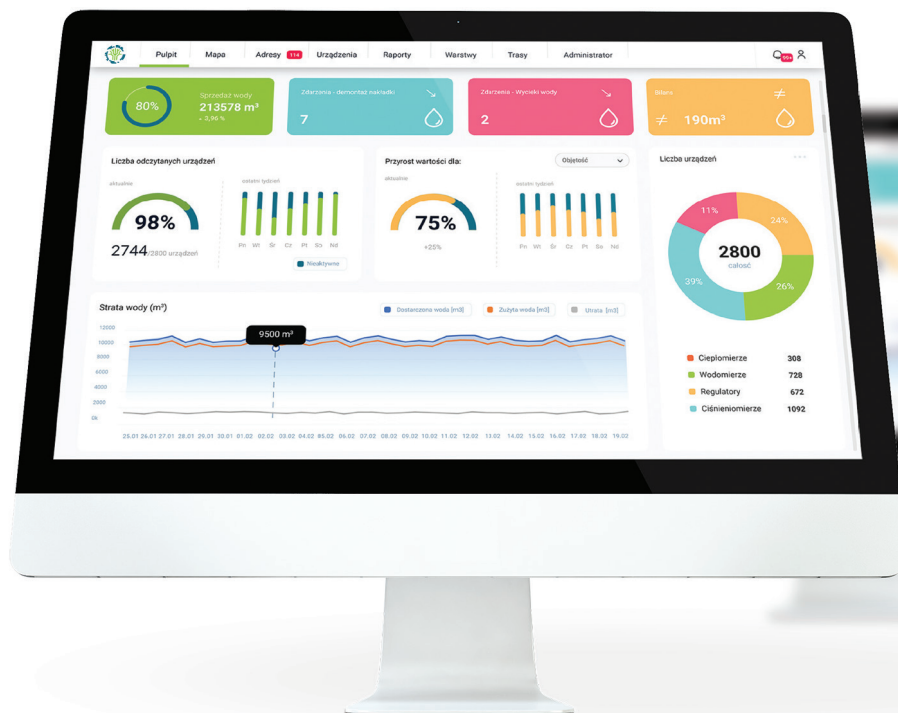 Pulpit Mapa Adresy 114 Urządzenia Raporty Warstwy Trasy Administrator 99+
80%
Sprzedaż wody
213578 m³
3,96 %
Zdarzenia - demontaż nakładki
7
Zdarzenia - Wycieki wody
2
Bilans
≠
≠ 190m³
Liczba odczytanych urządzeń
aktualnie
ostatni tydzień
98%
2744/2800 urządzeń
Pn Wt Śr Cz Pt So Nd
Nieaktywne
Przyrost wartości dla:
Objętość
aktualnie
ostatni tydzień
75%
+25%
Pn Wt Śr Cz Pt So Nd
Liczba urządzeń
11%
24%
39%
26%
2800
całość
Ciepłomierze 308
Wodomierze 728
Regulatory 672
Ciśnieniomierze 1092
Strata wody (m³)
Dostarczona woda [m3] Zużyta woda [m3] Utrata [m3]
12000
10000
8000
6000
4000
2000
0k
9500 m³
25.01 26.01 27.01 28.01 29.01 30.01 01.02 02.02 03.02 04.02 05.02 06.02 07.02 08.02 09.02 10.02 11.02 12.02 13.02 14.02 15.02 16.02 17.02 18.02 19.02